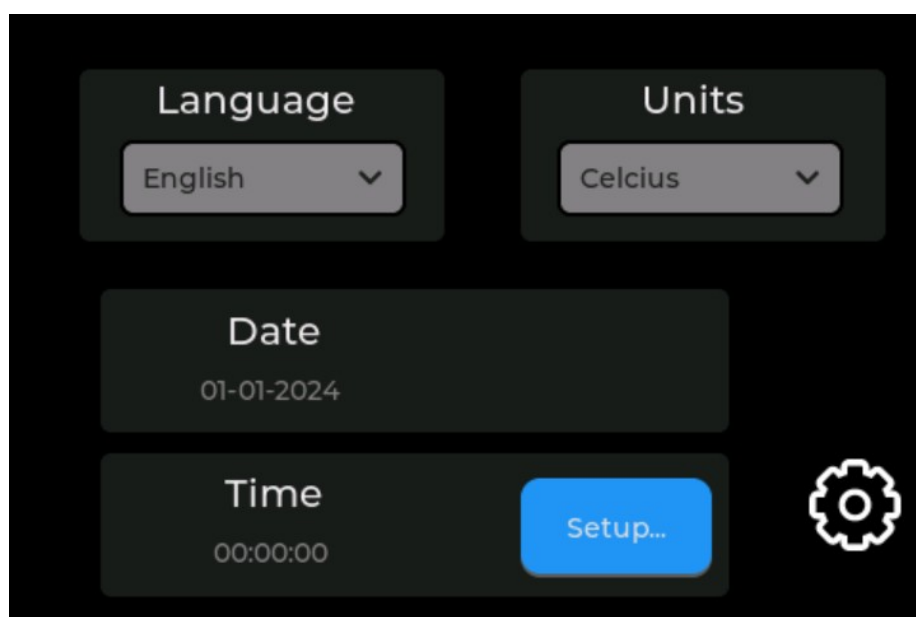 Language
Units
English
Celcius
Date
01-01-2024
Time
00:00:00
Setup...